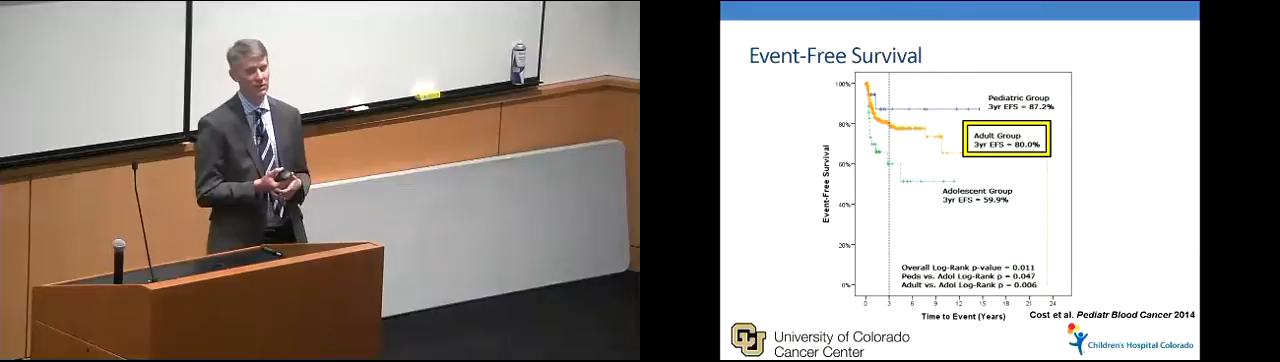 Event-Free Survival
100%
80%
60%
40%
20%
0%
Event-Free Survival
Pediatric Group
3yr EFS = 87.2%
Adult Group
3yr EFS = 80.0%
Adolescent Group
3yr EFS = 59.9%
Overall Log-Rank p-value = 0.011
Peds vs. Adol Log-Rank p = 0.047
Adult vs. Adol Log-Rank p = 0.006
0 3 6 9 12 15 18 21 24
Time to Event (Years)
Cost et al. Pediatr Blood Cancer 2014
CU
University of Colorado
Cancer Center
Children's Hospital Colorado